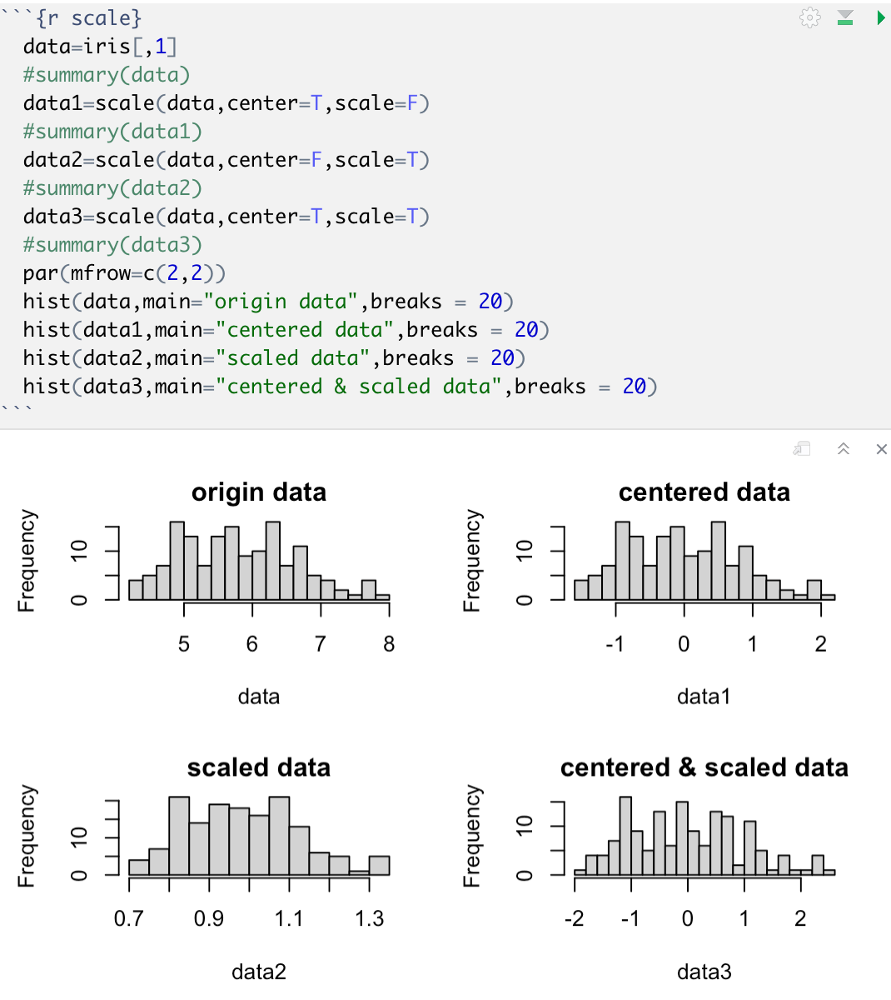 ```{r scale}
data=iris[,1]
#summary(data)
data1=scale(data,center=T,scale=F)
#summary(data1)
data2=scale(data,center=F,scale=T)
#summary(data2)
data3=scale(data,center=T,scale=T)
#summary(data3)
par(mfrow=c(2,2))
hist(data,main="origin data",breaks = 20)
hist(data1,main="centered data",breaks = 20)
hist(data2,main="scaled data",breaks = 20)
hist(data3,main="centered & scaled data",breaks = 20)
```
origin data
Frequency
10
0
5 6 7 8
data
centered data
Frequency
10
0
-1 0 1 2
data1
scaled data
Frequency
10
0
0.7 0.9 1.1 1.3
data2
centered & scaled data
Frequency
10
0
-2 -1 0 1 2
data3